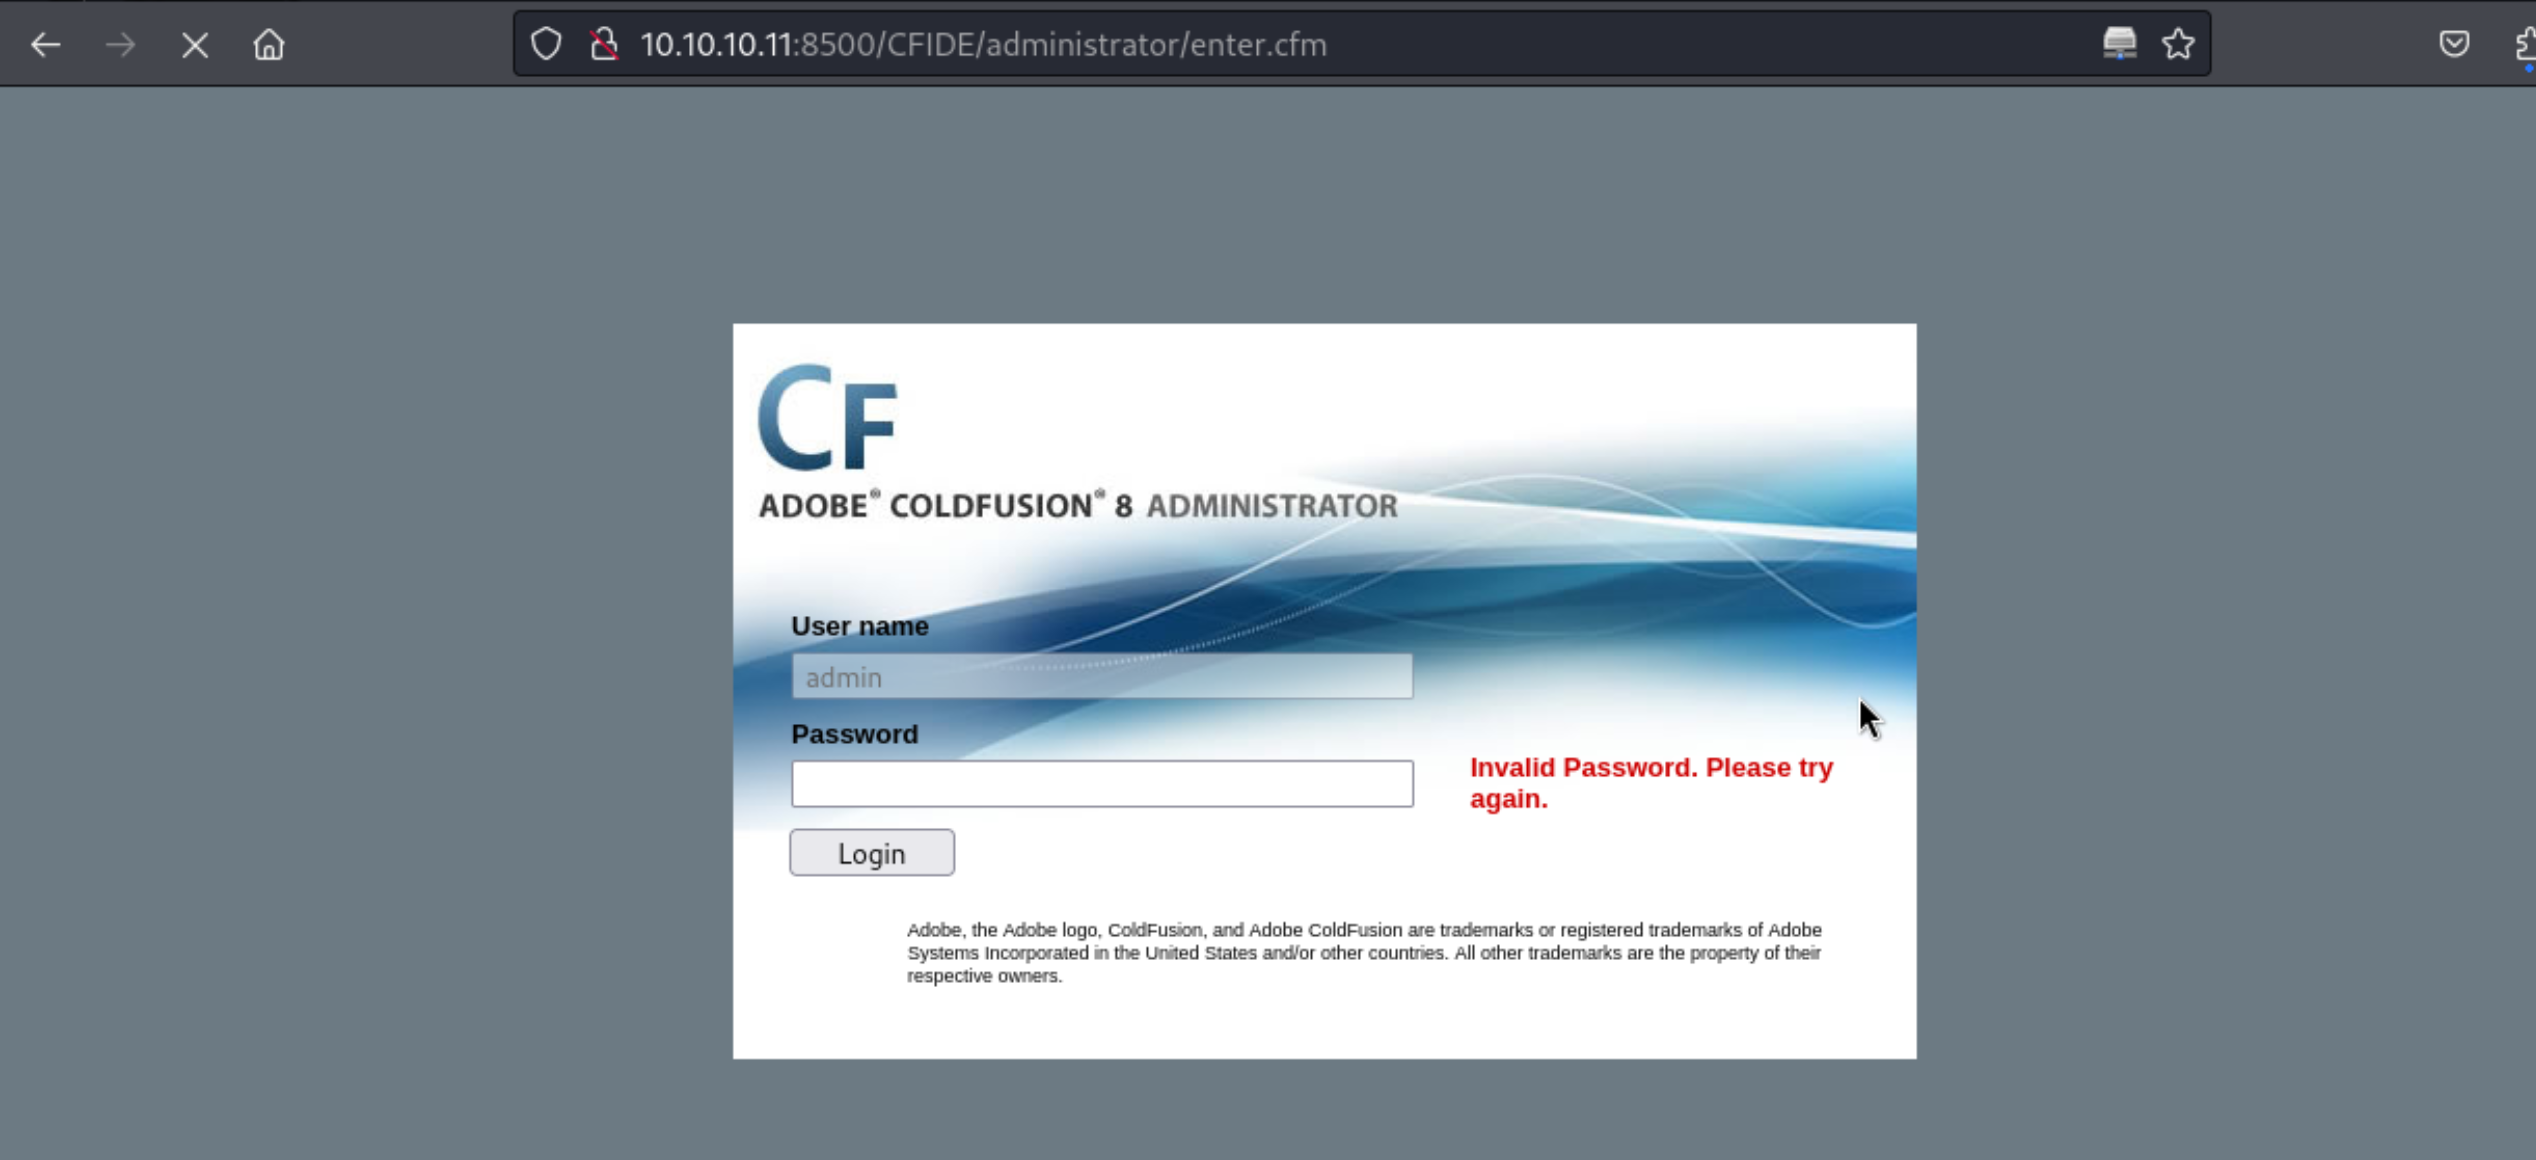 10.10.10.11:8500/CFIDE/administrator/enter.cfm
CF
ADOBE® COLDFUSION® 8 ADMINISTRATOR
User name
admin
Password
Invalid Password. Please try
again.
Login
Adobe, the Adobe logo, ColdFusion, and Adobe ColdFusion are trademarks or registered trademarks of Adobe
Systems Incorporated in the United States and/or other countries. All other trademarks are the property of their
respective owners.